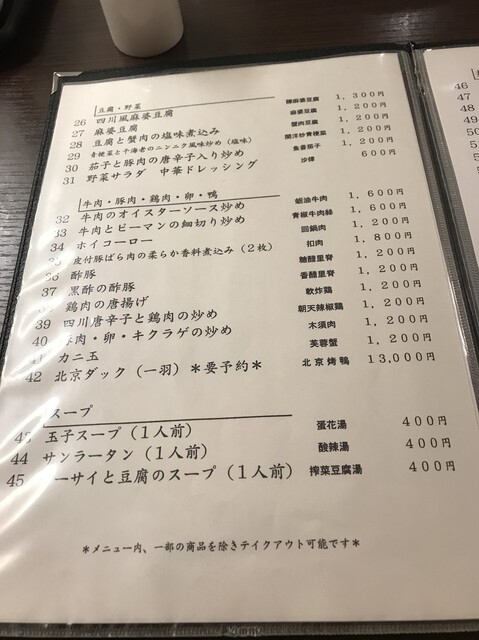 豆腐・野菜
26 四川風麻婆豆腐 陳麻婆豆腐 1,300円
27 麻婆豆腐 麻婆豆腐 1,200円
28 豆腐と蟹肉の塩味煮込み 蟹肉豆腐 1,200円
29 青梗菜と干海老のニンニク風味炒め(塩味) 開洋炒青梗菜 1,200円
30 茄子と豚肉の唐辛子入り炒め 魚香茄子 1,200円
31 野菜サラダ 中華ドレッシング 沙律 600円
牛肉・豚肉・鶏肉・卵・鴨
32 牛肉のオイスターソース炒め 蚝油牛肉 1,600円
33 牛肉とピーマンの細切り炒め 青椒牛肉絲 1,600円
34 ホイコーロー 回鍋肉 1,200円
皮付豚ばら肉の柔らか香料煮込み(2枚) 扣肉 1,800円
36 酢豚 糖醋里脊 1,200円
37 黒酢の酢豚 香醋里脊 1,200円
鶏肉の唐揚げ 軟炸鶏 1,200円
39 四川唐辛子と鶏肉の炒め 朝天辣椒鶏 1,200円
40 肉・卵・キクラゲの炒め 木須肉 1,200円
カニ玉 芙蓉蟹 1,200円
42 北京ダック(一羽)*要予約* 北京烤鴨 13,000円
スープ
43 玉子スープ(1人前) 蛋花湯 400円
44 サンラータン(1人前) 酸辣湯 400円
45 ーサイと豆腐のスープ(1人前) 搾菜豆腐湯 400円
*メニュー内、一部の商品を除きテイクアウト可能です*
46
47
48
49
50